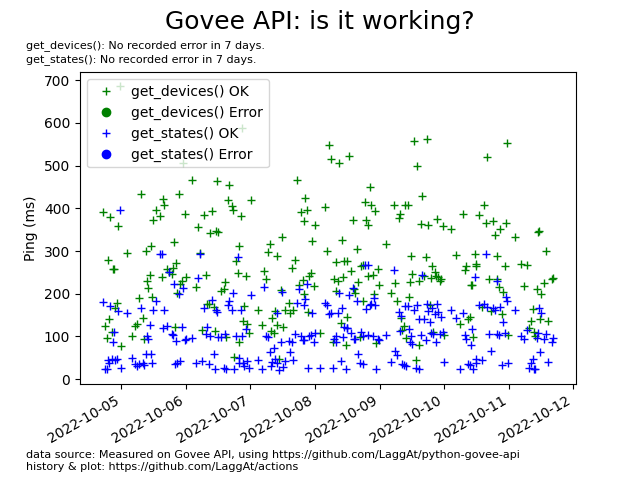 Govee API: is it working?
get_devices(): No recorded error in 7 days.
get_states(): No recorded error in 7 days.
700
600
500
400
300
200
100
0
Ping (ms)
get_devices() OK
get_devices() Error
get_states() OK
get_states() Error
2022-10-05
2022-10-06
2022-10-07
2022-10-08
2022-10-09
2022-10-10
2022-10-11
2022-10-12
data source: Measured on Govee API, using https://github.com/LaggAt/python-govee-api
history & plot: https://github.com/LaggAt/actions